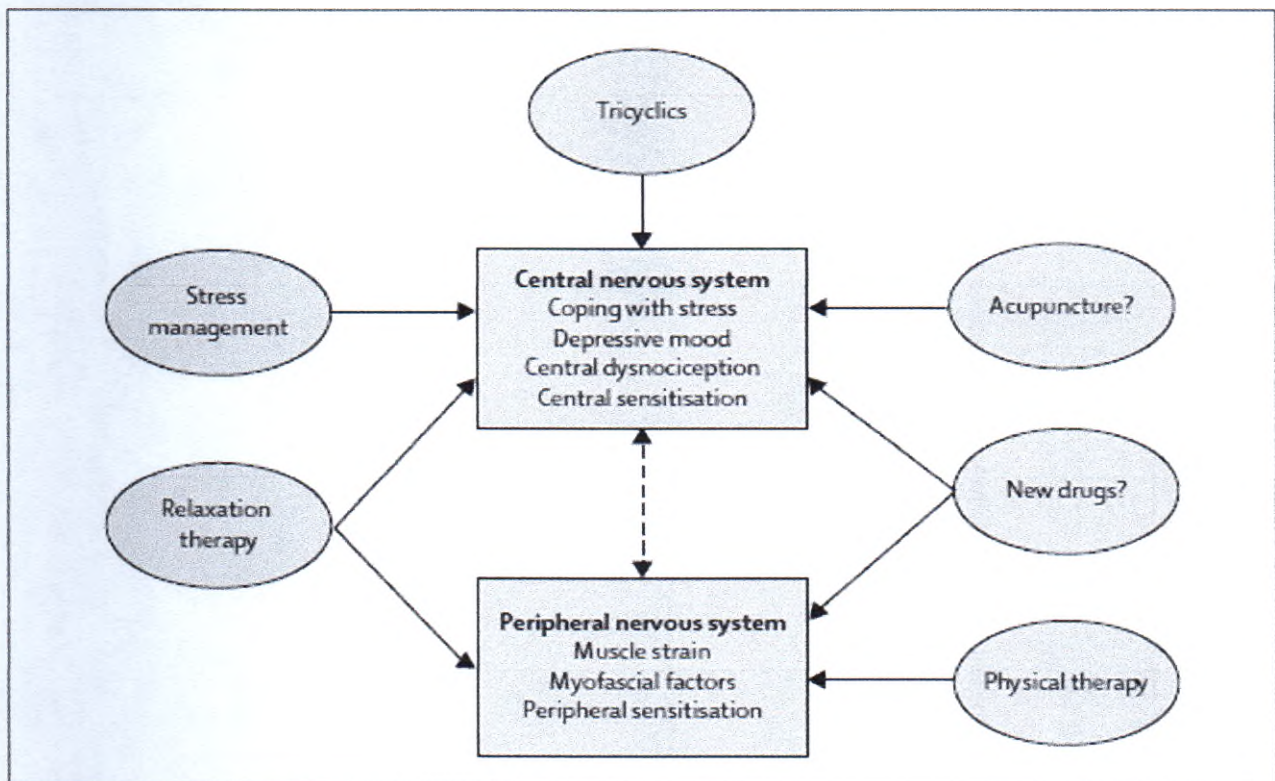 Tricyclics
Stress
management
Central nervous system
Coping with stress
Depressive mood
Central dysnociception
Central sensitisation
Acupuncture?
Relaxation
therapy
New drugs?
Peripheral nervous system
Muscle strain
Myofascial factors
Peripheral sensitisation
Physical therapy